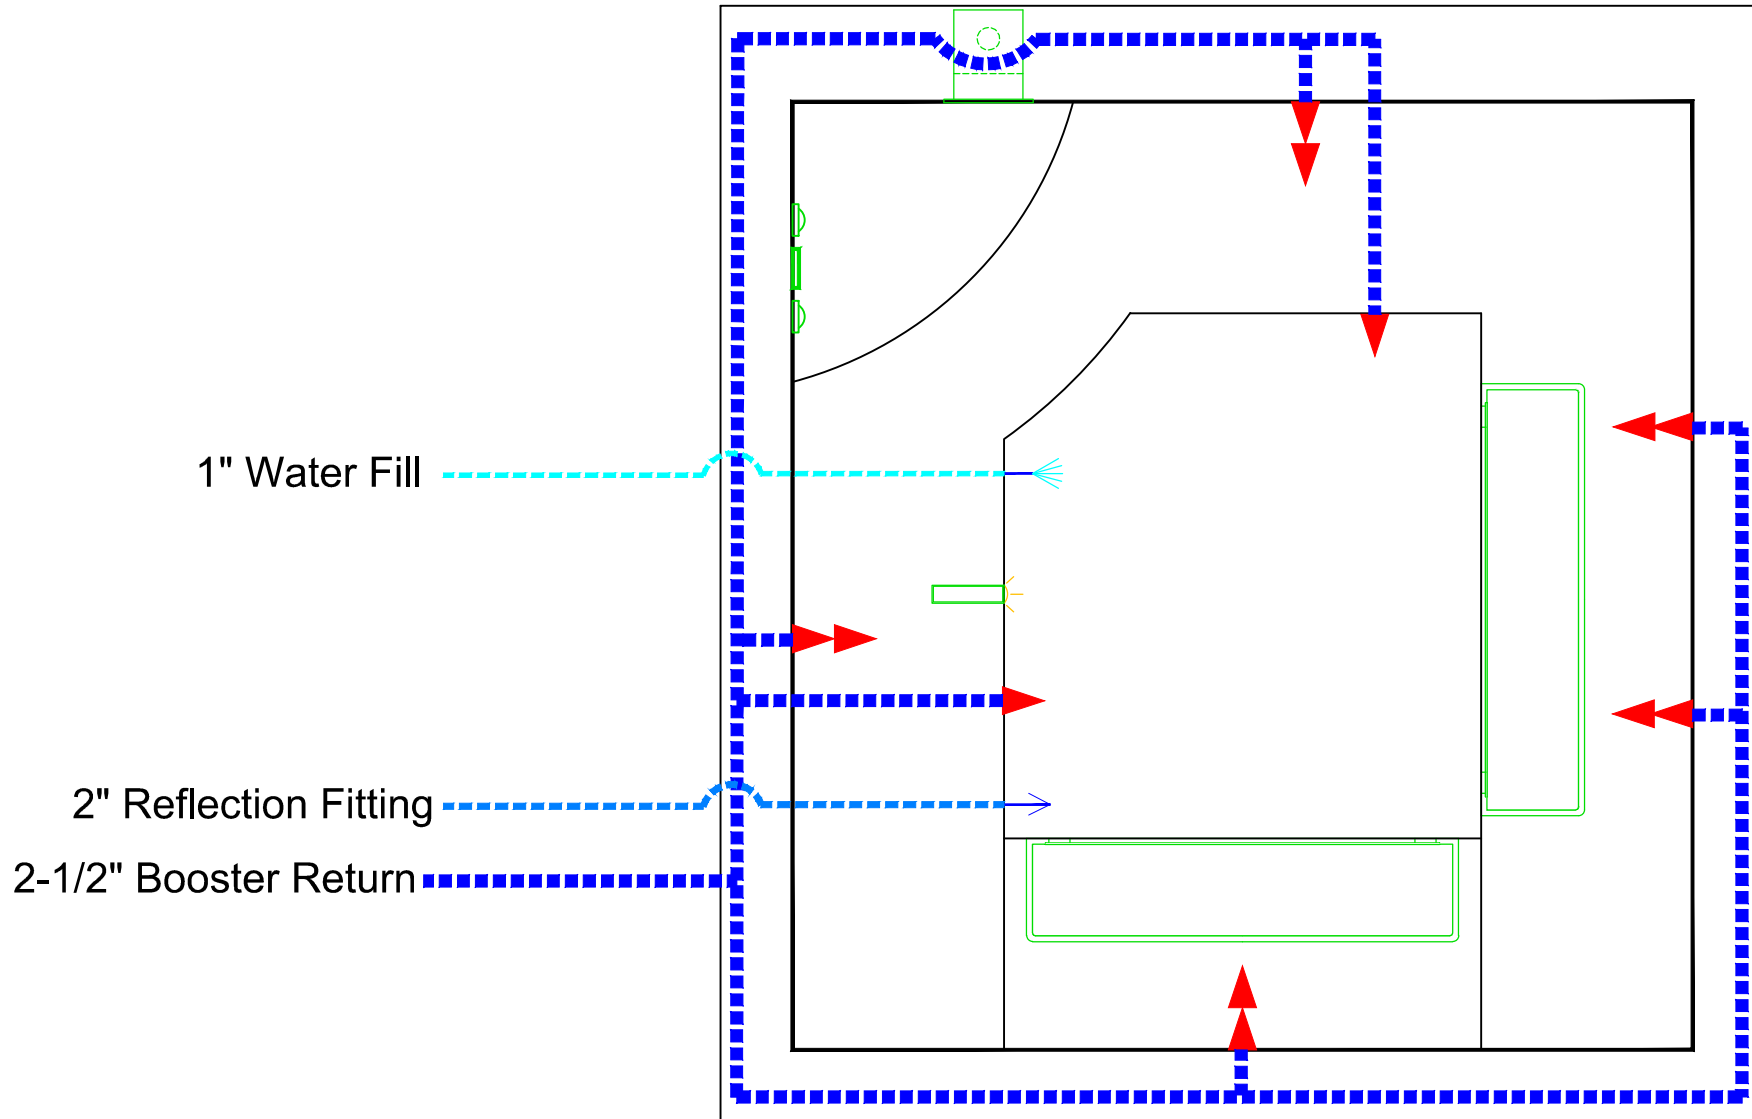 1" Water Fill
2" Reflection Fitting
2-1/2" Booster Return